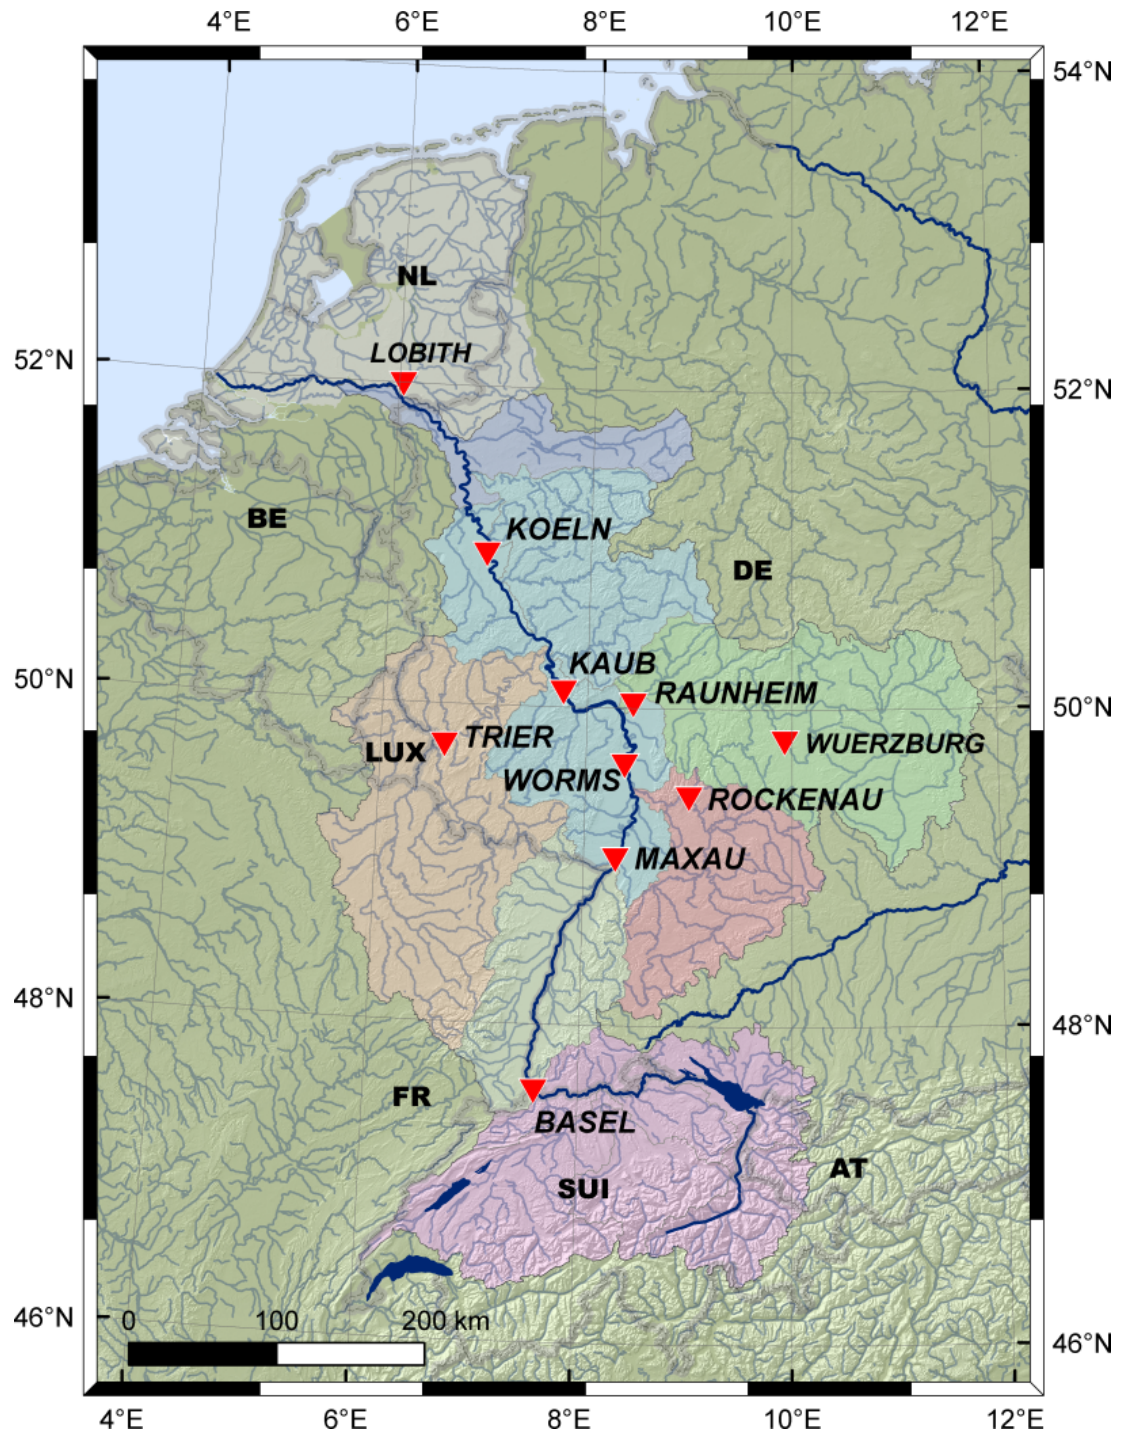 4°E 6°E 8°E 10°E 12°E
54°N
NL
LOBITH
52°N
52°N
BE
KOELN
DE
KAUB
50°N
RAUNHEIM
50°N
TRIER
WUERZBURG
LUX
WORMS
ROCKENAU
MAXAU
48°N
48°N
FR
BASEL
AT
SUI
46°N
0 100 200 km
46°N
4°E 6°E 8°E 10°E 12°E